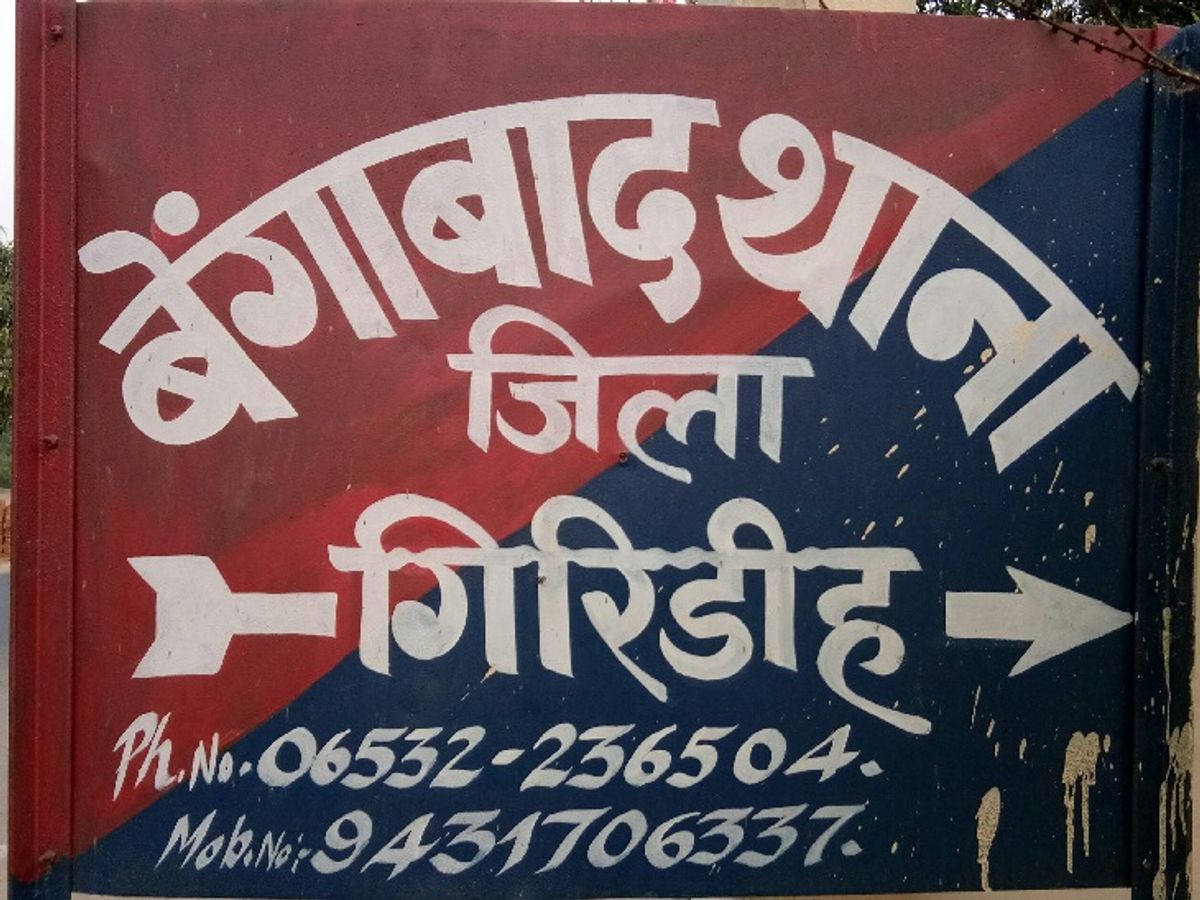 बेंगाबाद थाना
जिला
गिरिडीह
Ph. No. 06532-236504.
Mob. No:- 9431706337.